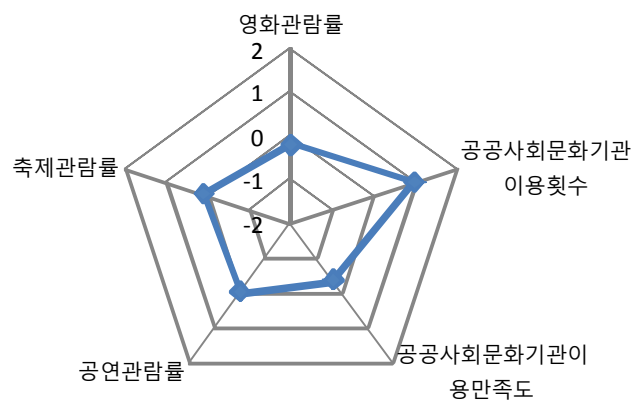 영화관람률
2
1
0
-1
-2
공공사회문화기관
이용횟수
공공사회문화기관이
용만족도
공연관람률
축제관람률